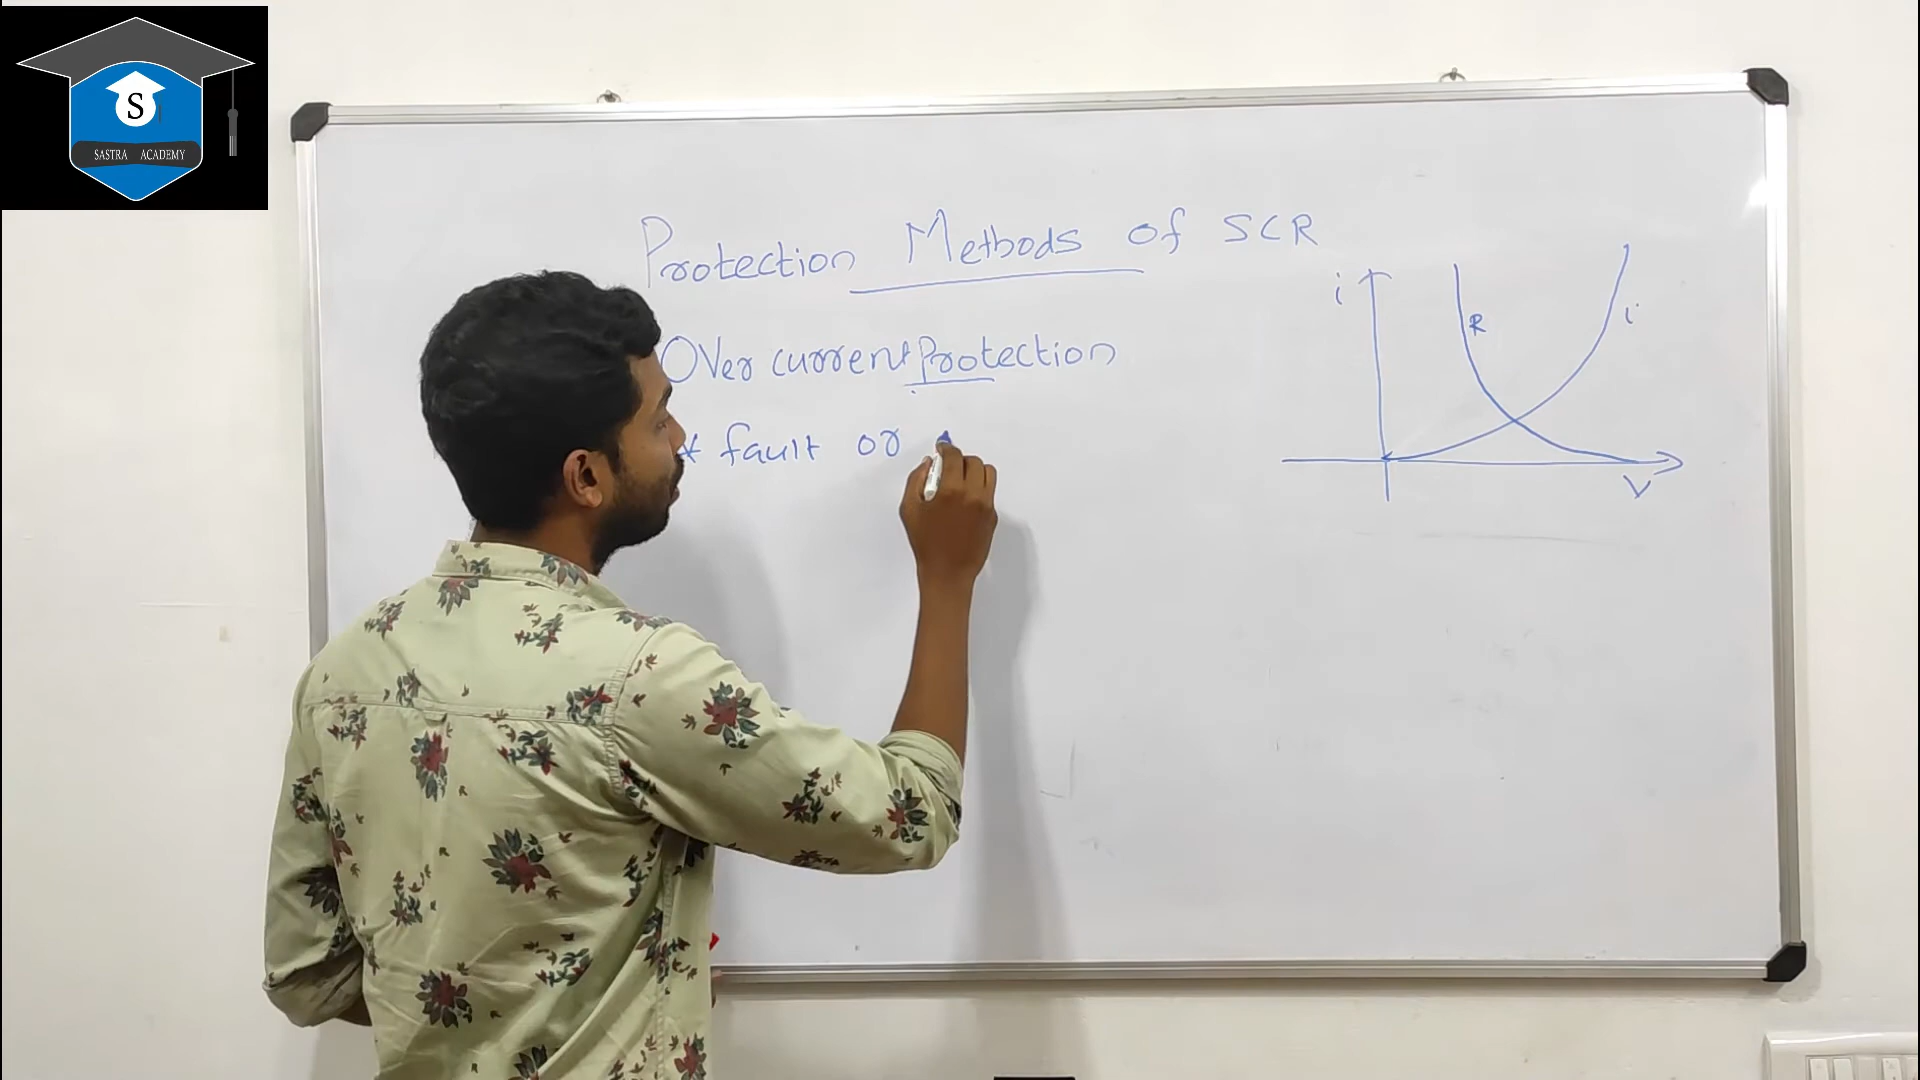 S
SASTRA ACADEMY
Protection Methods of SCR
Over current Protection
* fault or
i
R
i
V